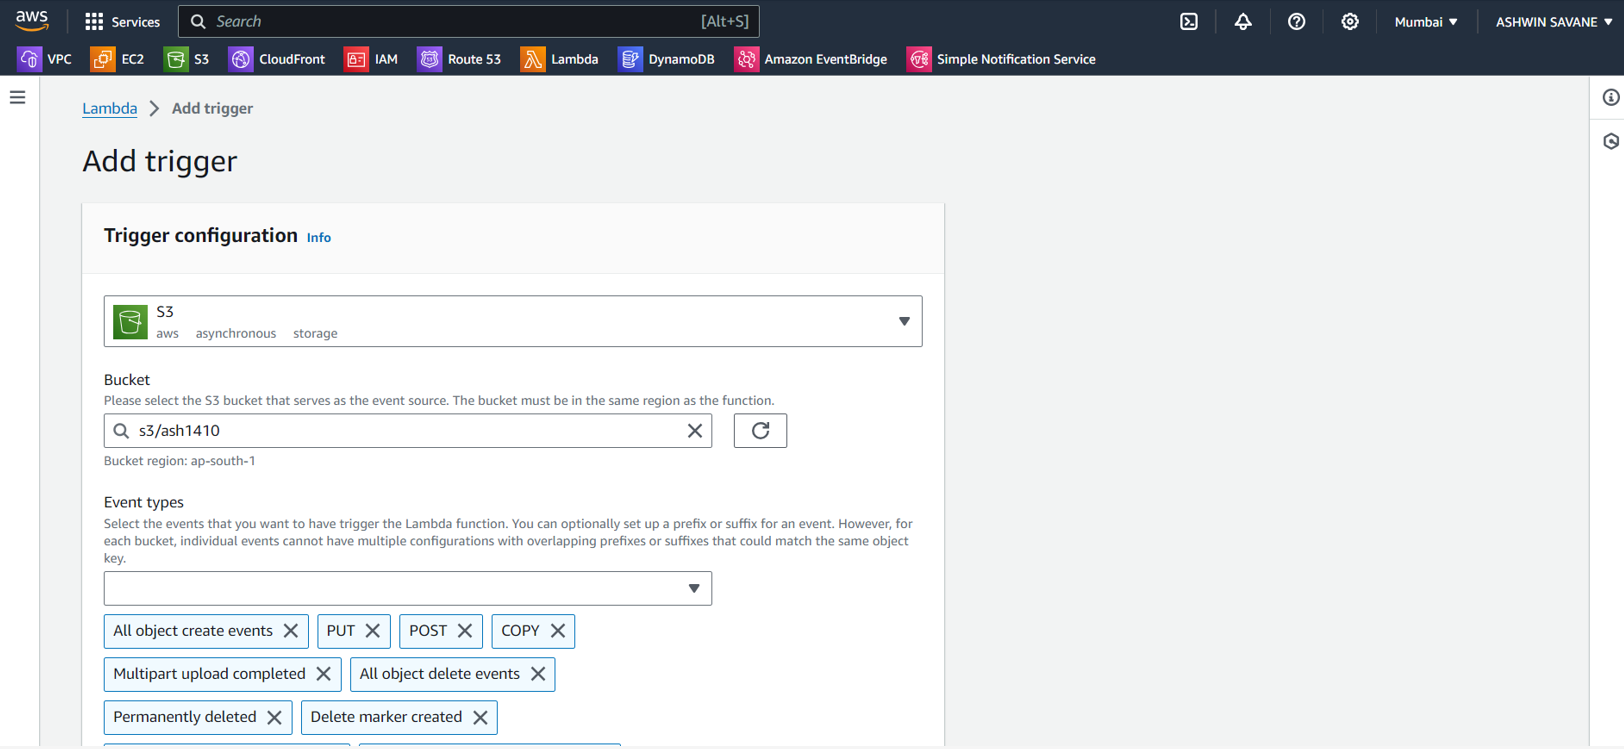 aws Services Search [Alt+S] Mumbai ▼ ASHWIN SAVANE ▼
VPC EC2 S3 CloudFront IAM Route 53 Lambda DynamoDB Amazon EventBridge Simple Notification Service
Lambda > Add trigger
Add trigger
Trigger configuration Info
S3
aws asynchronous storage
Bucket
Please select the S3 bucket that serves as the event source. The bucket must be in the same region as the function.
s3/ash1410
Bucket region: ap-south-1
Event types
Select the events that you want to have trigger the Lambda function. You can optionally set up a prefix or suffix for an event. However, for
each bucket, individual events cannot have multiple configurations with overlapping prefixes or suffixes that could match the same object
key.
All object create events PUT POST COPY
Multipart upload completed All object delete events
Permanently deleted Delete marker created